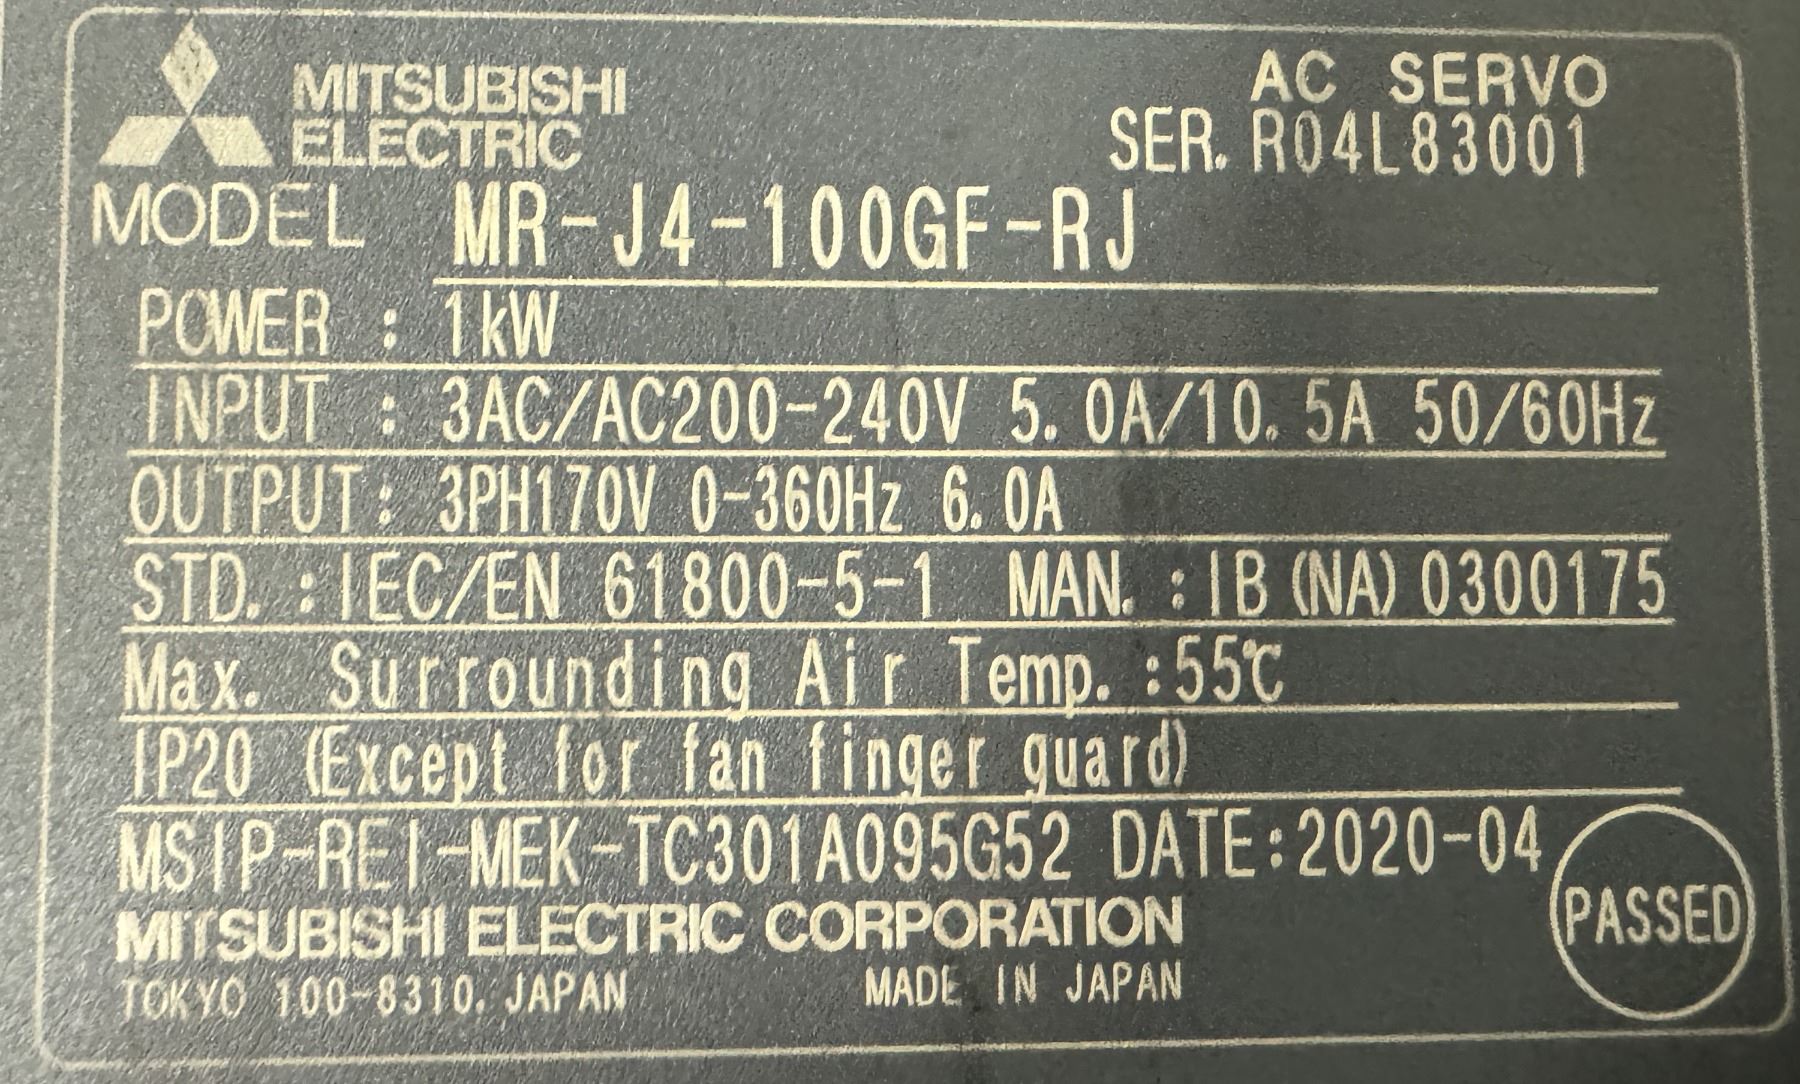 MITSUBISHI
ELECTRIC
AC SERVO
SER. R04L83001
MODEL MR-J4-100GF-RJ
POWER : 1kW
INPUT : 3AC/AC200-240V 5.0A/10.5A 50/60Hz
OUTPUT: 3PH170V 0-360Hz 6.0A
STD. :IEC/EN 61800-5-1 MAN. :IB(NA)0300175
Max. Surrounding Air Temp. :55℃
IP20 (Except for fan finger guard)
MSIP-REI-MEK-TC301A095G52 DATE:2020-04
PASSED
MITSUBISHI ELECTRIC CORPORATION
TOKYO 100-8310, JAPAN MADE IN JAPAN